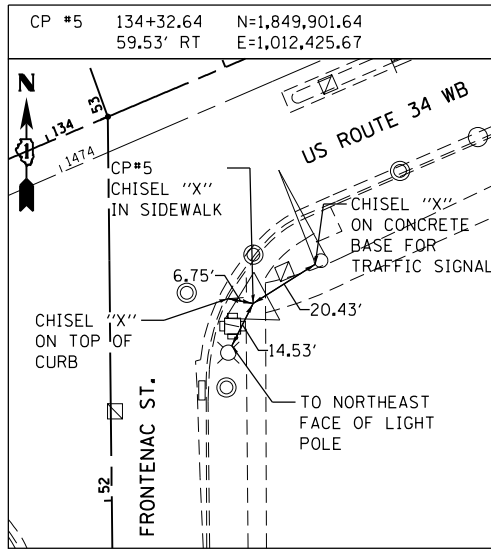 CP #5 134+32.64 N=1,849,901.64
59.53' RT E=1,012,425.67
N
53
134
1
1474
US ROUTE 34 WB
CP#5
CHISEL "X"
IN SIDEWALK
CHISEL "X"
ON CONCRETE
BASE FOR
TRAFFIC SIGNAL
6.75'
20.43'
CHISEL "X"
ON TOP OF
CURB
14.53'
TO NORTHEAST
FACE OF LIGHT
POLE
FRONTENAC ST.
52